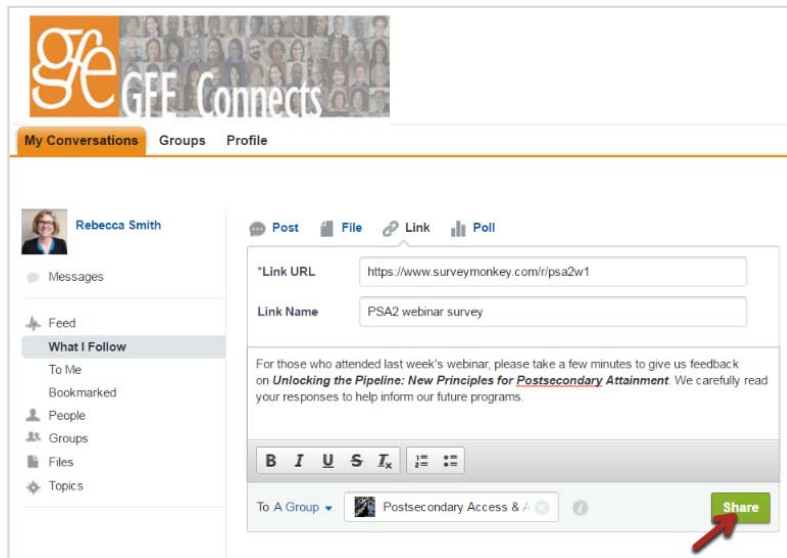 gfe
GFE Connects
My Conversations Groups Profile
Rebecca Smith
Messages
Feed
What I Follow
To Me
Bookmarked
People
Groups
Files
Topics
Post File Link Poll
*Link URL https://www.surveymonkey.com/r/psa2w1
Link Name PSA2 webinar survey
For those who attended last week's webinar, please take a few minutes to give us feedback
on Unlocking the Pipeline: New Principles for Postsecondary Attainment. We carefully read
your responses to help inform our future programs.
B I U S Tx
To A Group Postsecondary Access & A
Share